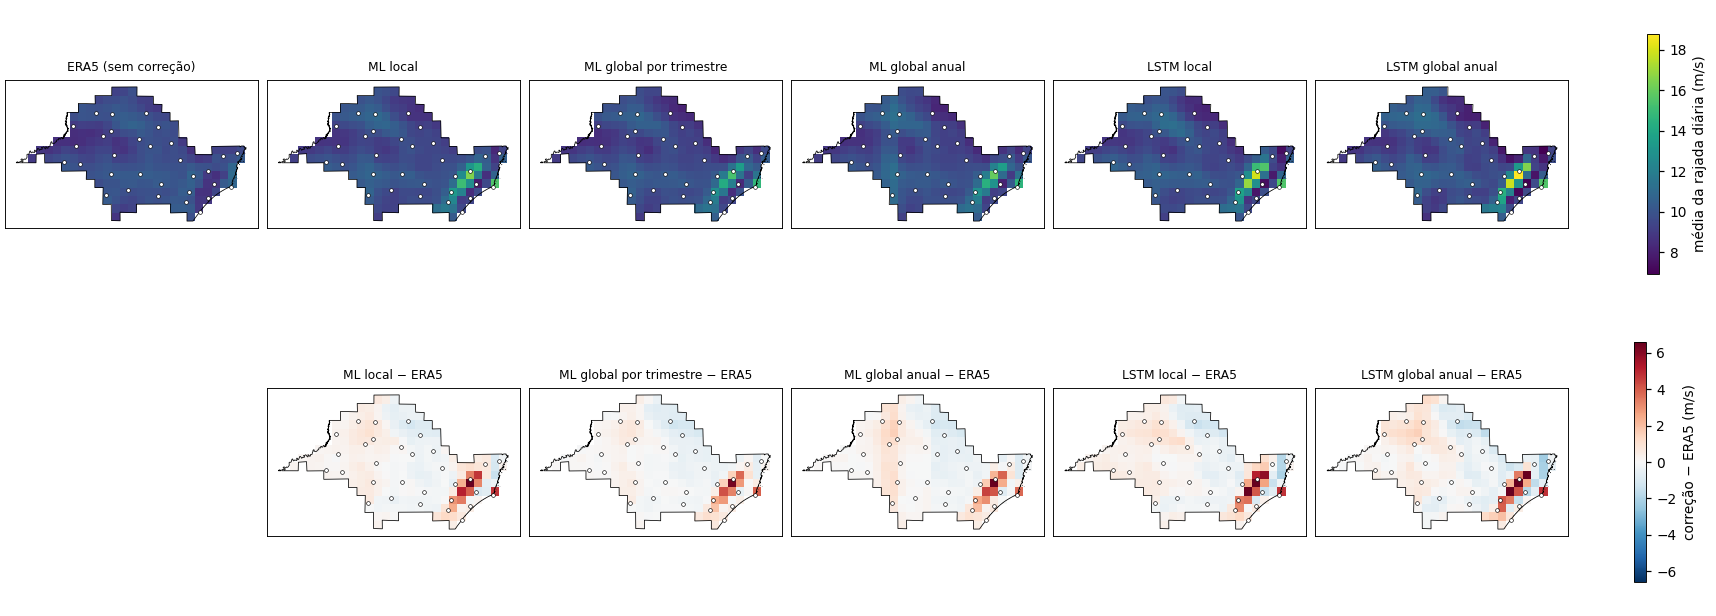 ERA5 (sem correção)
ML local
ML global por trimestre
ML global anual
LSTM local
LSTM global anual
18
16
14
12
10
8
média da rajada diária (m/s)
ML local − ERA5
ML global por trimestre − ERA5
ML global anual − ERA5
LSTM local − ERA5
LSTM global anual − ERA5
6
4
2
0
−2
−4
−6
correção − ERA5 (m/s)